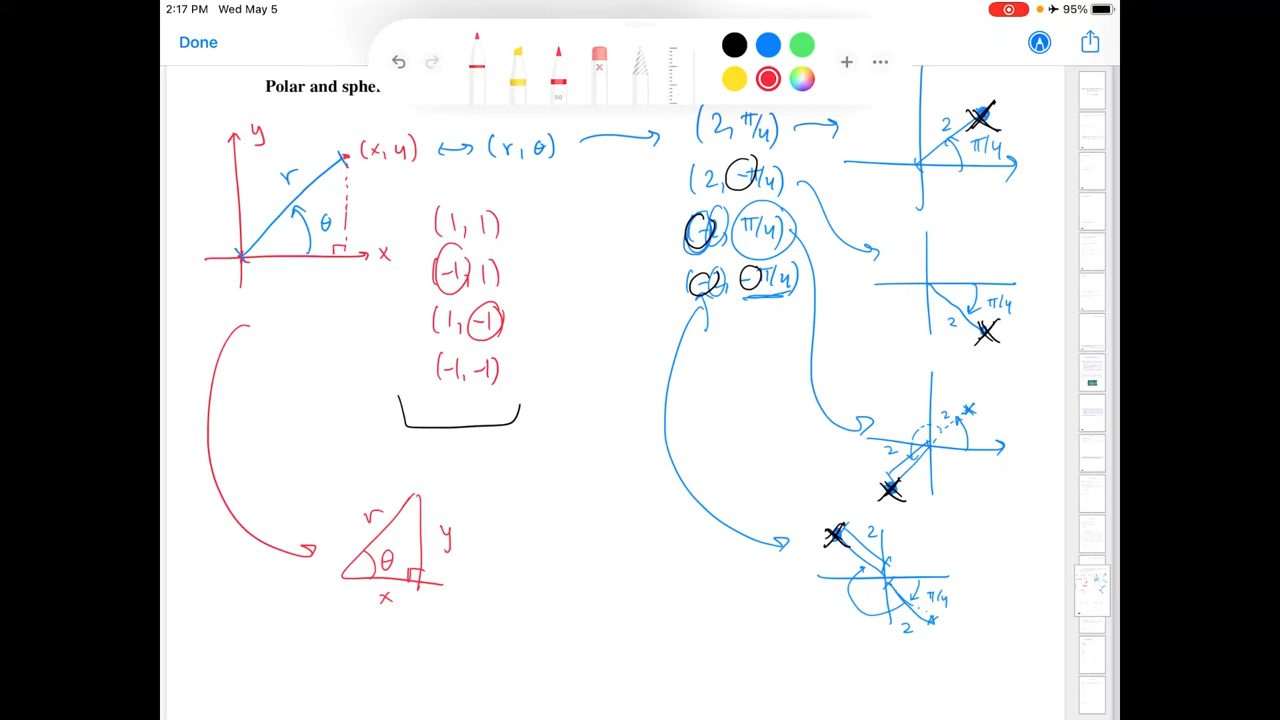 2:17 PM Wed May 5
95%
Done
50
Polar and sphe
y
(x, y) ↔ (r, θ)
r
θ
x
(1, 1)
(-1, 1)
(1, -1)
(-1, -1)
(2, π/4)
(2, -π/4)
(-2, π/4)
(-2, -π/4)
2
π/4
π/4
2
2
2
2
π/4
2
r
θ
y
x